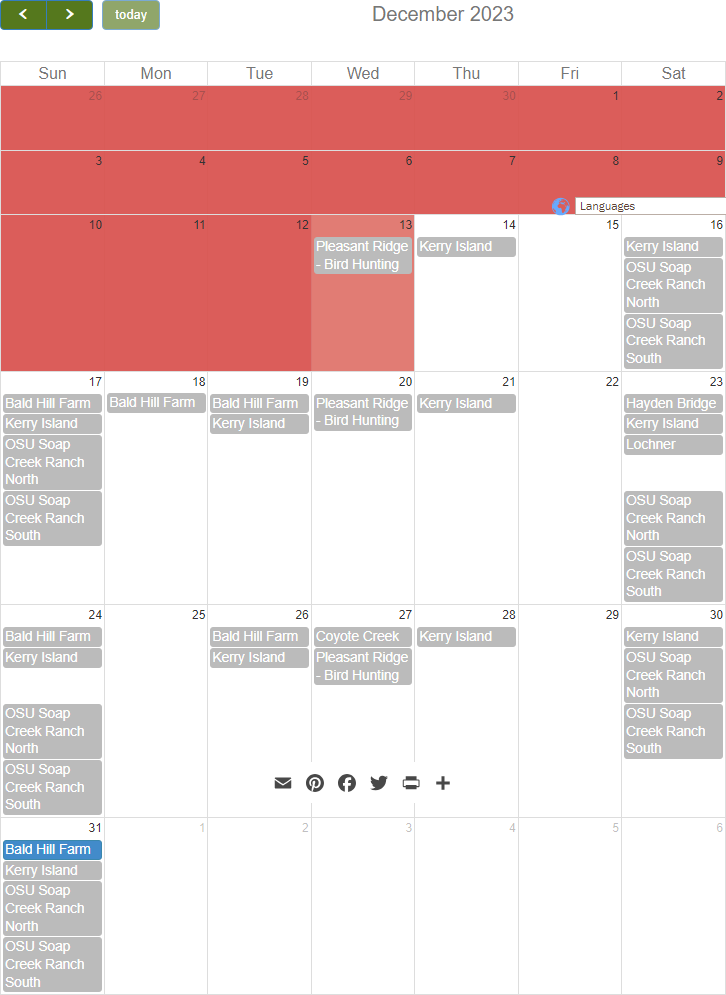 today
December 2023
Sun Mon Tue Wed Thu Fri Sat
26 27 28 29 30 1 2
3 4 5 6 7 8 9
Languages
10 11 12 13 14 15 16
Pleasant Ridge
- Bird Hunting
Kerry Island
Kerry Island
OSU Soap
Creek Ranch
North
OSU Soap
Creek Ranch
South
17 18 19 20 21 22 23
Bald Hill Farm
Kerry Island
OSU Soap
Creek Ranch
North
OSU Soap
Creek Ranch
South
Bald Hill Farm
Bald Hill Farm
Kerry Island
Pleasant Ridge
- Bird Hunting
Kerry Island
Hayden Bridge
Kerry Island
Lochner
OSU Soap
Creek Ranch
North
OSU Soap
Creek Ranch
South
24 25 26 27 28 29 30
Bald Hill Farm
Kerry Island
OSU Soap
Creek Ranch
North
OSU Soap
Creek Ranch
South
Bald Hill Farm
Kerry Island
Coyote Creek
Pleasant Ridge
- Bird Hunting
Kerry Island
Kerry Island
OSU Soap
Creek Ranch
North
OSU Soap
Creek Ranch
South
31 1 2 3 4 5 6
Bald Hill Farm
Kerry Island
OSU Soap
Creek Ranch
North
OSU Soap
Creek Ranch
South